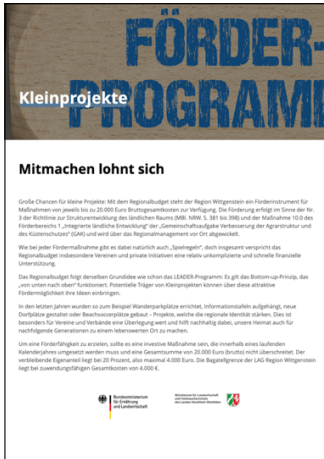 FÖRDER-
PROGRAMM
Kleinprojekte
Mitmachen lohnt sich
Große Chancen für kleine Projekte: Mit dem Regionalbudget steht der Region Wittgenstein ein Förderinstrument für
Maßnahmen von jeweils bis zu 20.000 Euro Bruttogesamtkosten zur Verfügung. Die Förderung erfolgt im Sinne der Nr.
3 der Richtlinie zur Strukturentwicklung des ländlichen Raums (MBl. NRW. S. 381 bis 398) und der Maßnahme 10.0 des
Förderbereichs 1 „Integrierte ländliche Entwicklung" der „Gemeinschaftsaufgabe Verbesserung der Agrarstruktur und
des Küstenschutzes" (GAK) und wird über das Regionalmanagement vor Ort abgewickelt.
Wie bei jeder Fördermaßnahme gibt es dabei natürlich auch „Spielregeln", doch insgesamt verspricht das
Regionalbudget insbesondere Vereinen und private Initiativen eine relativ unkomplizierte und schnelle finanzielle
Unterstützung.
Das Regionalbudget folgt derselben Grundidee wie schon das LEADER-Programm: Es gilt das Bottom-up-Prinzip, das
„von unten nach oben" funktioniert. Potentielle Träger von Kleinprojekten können über diese attraktive
Fördermöglichkeit ihre Ideen einbringen.
In den letzten Jahren wurden so zum Beispiel Wanderparkplätze errichtet, Informationstafeln aufgehängt, neue
Dorfplätze gestaltet oder Beachsoccerplätze gebaut – Projekte, welche die regionale Identität stärken. Dies ist
besonders für Vereine und Verbände eine Überlegung wert und hilft nachhaltig dabei, unsere Heimat auch für
nachfolgende Generationen zu einem lebenswerten Ort zu machen.
Um eine Förderfähigkeit zu erzielen, sollte es eine investive Maßnahme sein, die innerhalb eines laufenden
Kalenderjahres umgesetzt werden muss und eine Gesamtsumme von 20.000 Euro (brutto) nicht überschreitet. Der
verbleibende Eigenanteil liegt bei 20 Prozent, also maximal 4.000 Euro. Die Bagatellgrenze der LAG Region Wittgenstein
liegt bei zuwendungsfähigen Gesamtkosten von 4.000 €.
Bundesministerium
für Ernährung
und Landwirtschaft
Ministerium für Landwirtschaft
und Verbraucherschutz
des Landes Nordrhein-Westfalen